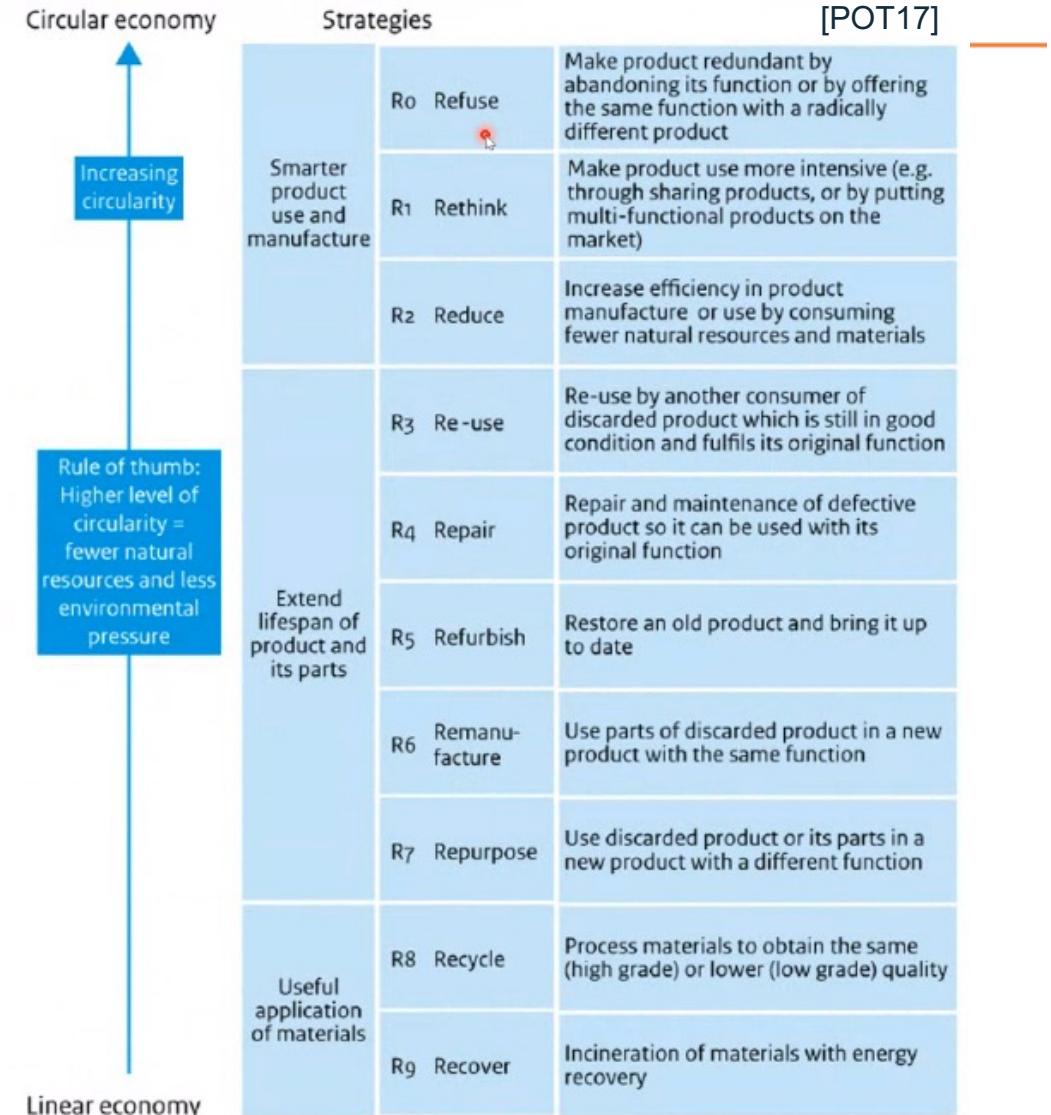 Circular economy
Strategies
[POT17]
Increasing
circularity
Rule of thumb:
Higher level of
circularity =
fewer natural
resources and less
environmental
pressure
Linear economy
Smarter
product
use and
manufacture
Ro Refuse
Make product redundant by
abandoning its function or by offering
the same function with a radically
different product
R1 Rethink
Make product use more intensive (e.g.
through sharing products, or by putting
multi-functional products on the
market)
R2 Reduce
Increase efficiency in product
manufacture or use by consuming
fewer natural resources and materials
Extend
lifespan of
product and
its parts
R3 Re-use
Re-use by another consumer of
discarded product which is still in good
condition and fulfils its original function
R4 Repair
Repair and maintenance of defective
product so it can be used with its
original function
R5 Refurbish
Restore an old product and bring it up
to date
R6 Remanu-
facture
Use parts of discarded product in a new
product with the same function
R7 Repurpose
Use discarded product or its parts in a
new product with a different function
Useful
application
of materials
R8 Recycle
Process materials to obtain the same
(high grade) or lower (low grade) quality
R9 Recover
Incineration of materials with energy
recovery